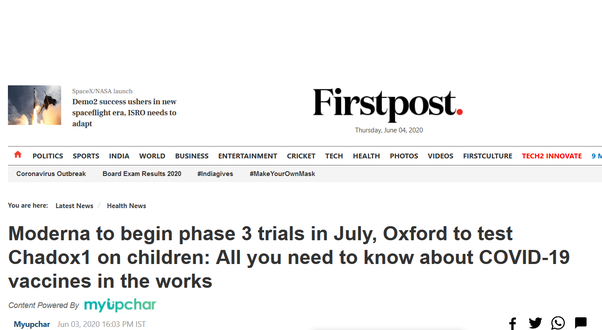 SpaceX/NASA launch
Demo2 success ushers in new
spaceflight era, ISRO needs to
adapt
Firstpost.
Thursday, June 04, 2020
POLITICS SPORTS INDIA WORLD BUSINESS ENTERTAINMENT CRICKET TECH HEALTH PHOTOS VIDEOS FIRSTCULTURE TECH2 INNOVATE 9 M
Coronavirus Outbreak Board Exam Results 2020 #Indiagives #MakeYourOwnMask
You are here: Latest News / Health News
Moderna to begin phase 3 trials in July, Oxford to test
Chadox1 on children: All you need to know about COVID-19
vaccines in the works
Content Powered By myupchar
Myupchar Jun 03, 2020 16:03 PM IST